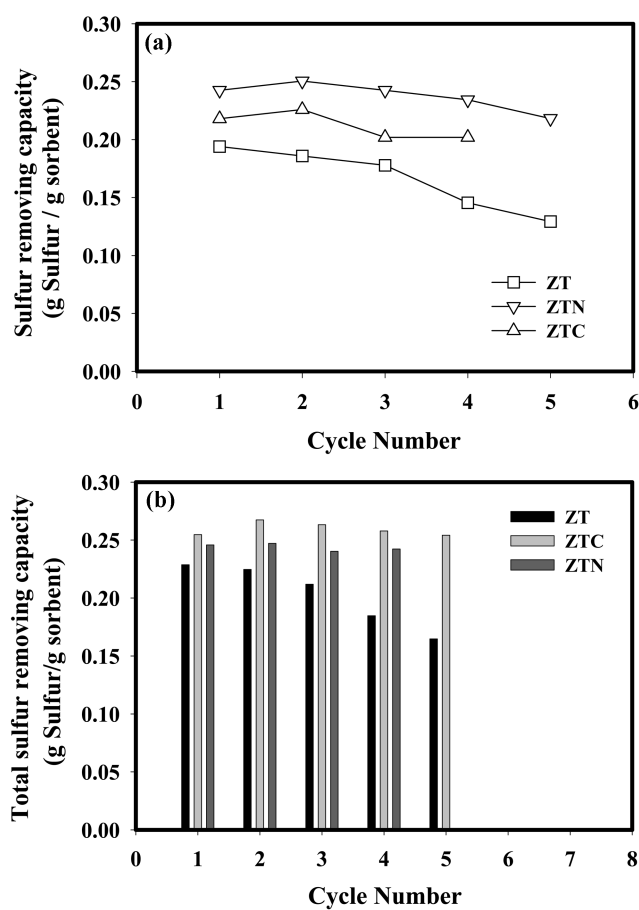 (a)
Sulfur removing capacity
(g Sulfur / g sorbent)
0.30
0.25
0.20
0.15
0.10
0.05
0.00
ZT
ZTN
ZTC
0 1 2 3 4 5 6
Cycle Number
(b)
Total sulfur removing capacity
(g Sulfur/g sorbent)
0.30
0.25
0.20
0.15
0.10
0.05
0.00
ZT
ZTC
ZTN
0 1 2 3 4 5 6 7 8
Cycle Number